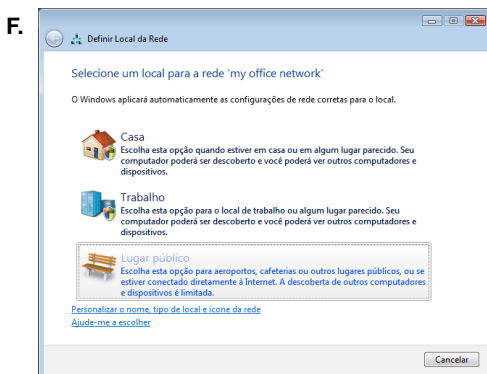 F.
Definir Local da Rede
Selecione um local para a rede 'my office network'
O Windows aplicará automaticamente as configurações de rede corretas para o local.
Casa
Escolha esta opção quando estiver em casa ou em algum lugar parecido. Seu
computador poderá ser descoberto e você poderá ver outros computadores e
dispositivos.
Trabalho
Escolha esta opção para o local de trabalho ou algum lugar parecido. Seu
computador poderá ser descoberto e você poderá ver outros computadores e
dispositivos.
Lugar público
Escolha esta opção para aeroportos, cafeterias ou outros lugares públicos, ou se
estiver conectado diretamente à Internet. A descoberta de outros computadores
e dispositivos é limitada.
Personalizar o nome, tipo de local e ícone da rede
Ajude-me a escolher
Cancelar